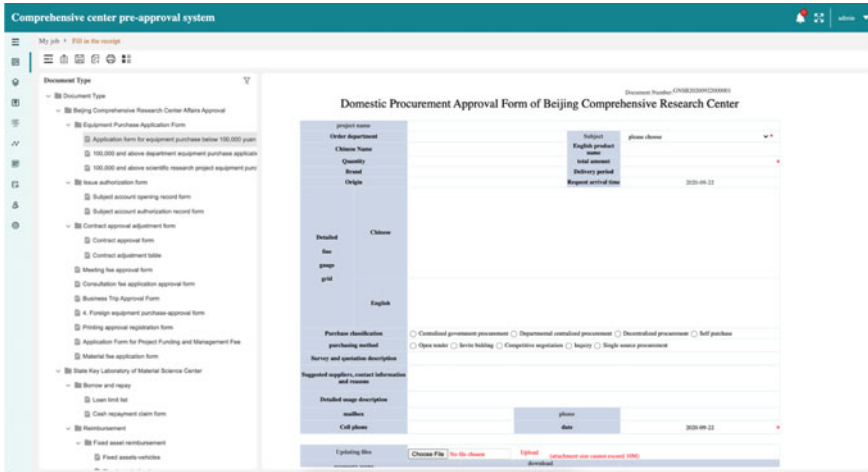 Comprehensive center pre-approval system
admin
My job › Fill in the receipt
Document Type
Document Type
Beijing Comprehensive Research Center Affairs Approval
Equipment Purchase Application Form
Application form for equipment purchase below 100,000 yuan
100,000 and above department equipment purchase applicatio
100,000 and above scientific research project equipment purc
Issue authorization form
Subject account opening record form
Subject account authorization record form
Contract approval adjustment form
Contract approval form
Contract adjustment table
Meeting fee approval form
Consultation fee application approval form
Business Trip Approval Form
4. Foreign equipment purchase-approval form
Printing approval registration form
Application Form for Project Funding and Management Fee
Material fee application form
State Key Laboratory of Material Science Center
Borrow and repay
Loan limit list
Cash repayment claim form
Reimbursement
Fixed asset reimbursement
Fixed assets-vehicles
Document Number:GNSB20200922000001
Domestic Procurement Approval Form of Beijing Comprehensive Research Center
project name
Order department Subject please choose *
Chinese Name English product name
Quantity total amount *
Brand Delivery period
Origin Request arrival time 2020-09-22
Detailed
fine
gauge
grid
Chinese
English
Purchase classification Centralized government procurement Departmental centralized procurement Decentralized procurement Self purchase
purchasing method Open tender Invite bidding Competitive negotiation Inquiry Single source procurement
Survey and quotation description
Suggested suppliers, contact information
and reasons
Detailed usage description
mailbox phone
Cell phone date 2020-09-22 *
Updating files Choose File No file chosen Upload (attachment size cannot exceed 10M)
download